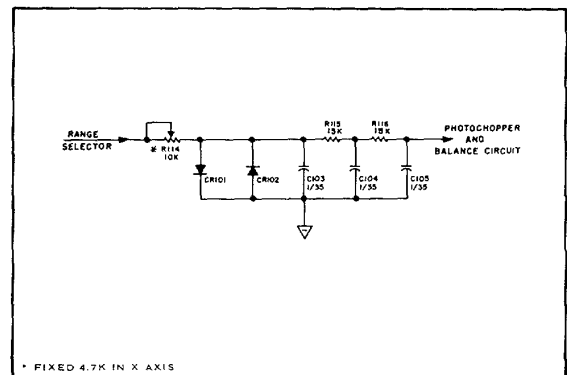 RANGE
SELECTOR
* R114
10K
CR101
CR102
C103
1/35
R115
15K
R116
15K
C104
1/35
C105
1/35
PHOTOCHOPPER
AND
BALANCE CIRCUIT
* FIXED 4.7K IN X AXIS